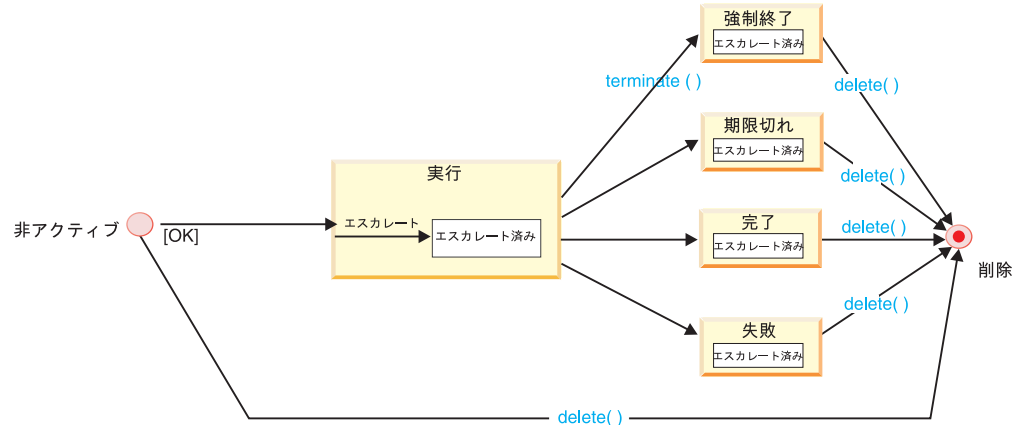 強制終了
エスカレート済み
terminate ( )
delete( )
期限切れ
エスカレート済み
delete( )
実行
エスカレート
エスカレート済み
非アクティブ
[OK]
完了
エスカレート済み
delete( )
削除
失敗
エスカレート済み
delete( )
delete( )